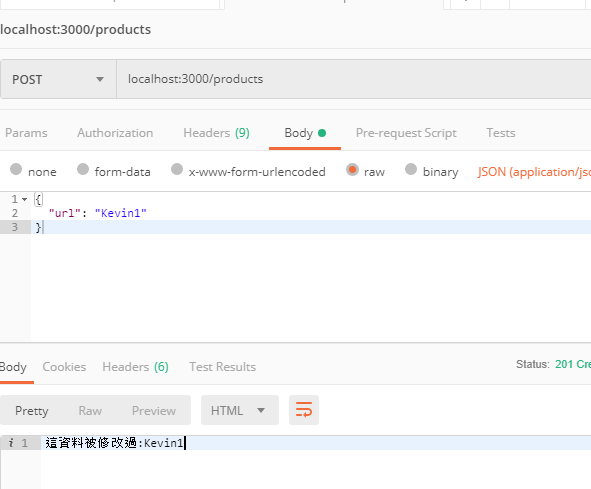 localhost:3000/products
POST localhost:3000/products
Params Authorization Headers (9) Body Pre-request Script Tests
none form-data x-www-form-urlencoded raw binary JSON (application/jso
1 {
2 "url": "Kevin1"
3 }
Body Cookies Headers (6) Test Results Status: 201 Cre
Pretty Raw Preview HTML
i 1 這資料被修改過:Kevin1